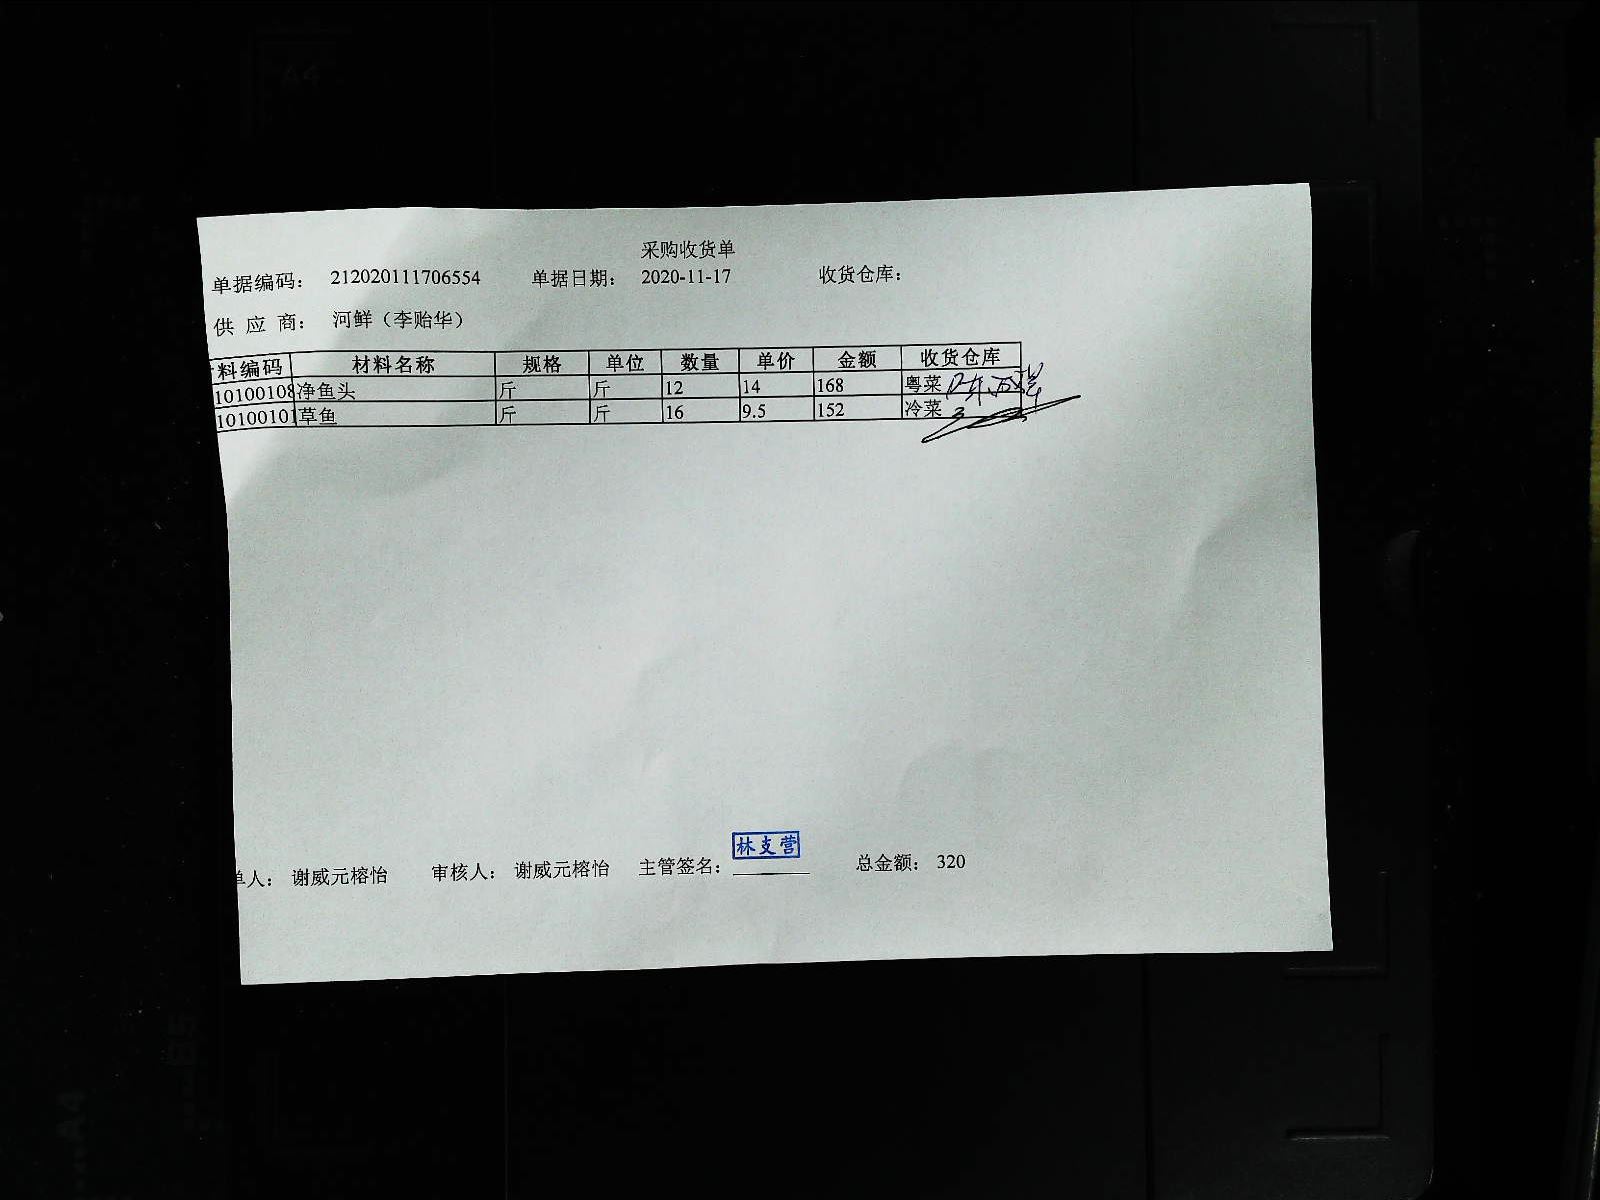 采购收货单
单据编码： 212020111706554 单据日期： 2020-11-17 收货仓库：
供 应 商： 河鲜（李贻华）
料编码 材料名称 规格 单位 数量 单价 金额 收货仓库
10100108 净鱼头 斤 斤 12 14 168 粤菜
10100101 草鱼 斤 斤 16 9.5 152 冷菜
林支营
单人： 谢威元榕怡 审核人： 谢威元榕怡 主管签名： 总金额： 320